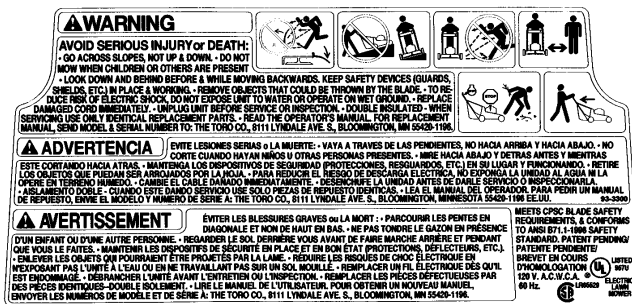 WARNING
AVOID SERIOUS INJURY or DEATH:
• GO ACROSS SLOPES, NOT UP & DOWN. • DO NOT
MOW WHEN CHILDREN OR OTHERS ARE PRESENT
• LOOK DOWN AND BEHIND BEFORE & WHILE MOVING BACKWARDS. KEEP SAFETY DEVICES (GUARDS,
SHIELDS, ETC.) IN PLACE & WORKING. • REMOVE OBJECTS THAT COULD BE THROWN BY THE BLADE. • TO RE-
DUCE RISK OF ELECTRIC SHOCK, DO NOT EXPOSE UNIT TO WATER OR OPERATE ON WET GROUND. • REPLACE
DAMAGED CORD IMMEDIATELY. • UNPLUG UNIT BEFORE SERVICE OR INSPECTION. • DOUBLE INSULATED • WHEN
SERVICING USE ONLY IDENTICAL REPLACEMENT PARTS. • READ THE OPERATOR'S MANUAL. FOR REPLACEMENT
MANUAL, SEND MODEL & SERIAL NUMBER TO: THE TORO CO., 8111 LYNDALE AVE. S., BLOOMINGTON, MN 55420-1196
ADVERTENCIA
EVITE LESIONES SERIAS o LA MUERTE: • VAYA A TRAVES DE LAS PENDIENTES, NO HACIA ARRIBA Y HACIA ABAJO. • NO
CORTE CUANDO HAYAN NIÑOS U OTRAS PERSONAS PRESENTES. • MIRE HACIA ABAJO Y DETRAS ANTES Y MIENTRAS
ESTE CORTANDO HACIA ATRAS. • MANTENGA LOS DISPOSITIVOS DE SEGURIDAD (PROTECCIONES, RESGUARDOS, ETC.) EN SU LUGAR Y FUNCIONANDO. • RETIRE
LOS OBJETOS QUE PUEDAN SER ARROJADOS POR LA HOJA. • PARA REDUCIR EL RIESGO DE DESCARGA ELECTRICA, NO EXPONGA LA UNIDAD AL AGUA NI LA
OPERE EN TERRENO HUMEDO. • CAMBIE EL CABLE DAÑADO INMEDIATAMENTE. • DESENCHUFE LA UNIDAD ANTES DE DARLE SERVICIO O INSPECCIONARLA.
• AISLAMIENTO DOBLE • CUANDO ESTE DANDO SERVICIO USE SOLO PIEZAS DE REPUESTO IDENTICAS. • LEA EL MANUAL DEL OPERADOR. PARA PEDIR UN MANUAL
DE REPUESTO, ENVIE EL MODELO Y NUMERO DE SERIE A: THE TORO CO., 8111 LYNDALE AVE. S., BLOOMINGTON, MINNESOTA 55420-1196 EE.UU.
93-3300
AVERTISSEMENT
ÉVITER LES BLESSURES GRAVES ou LA MORT : • PARCOURIR LES PENTES EN
DIAGONALE ET NON DE HAUT EN BAS. • NE PAS TONDRE LE GAZON EN PRÉSENCE
D'UN ENFANT OU D'UNE AUTRE PERSONNE. • REGARDER LE SOL DERRIÈRE VOUS AVANT DE FAIRE MARCHE ARRIÈRE ET PENDANT
QUE VOUS LE FAITES. • MAINTENIR LES DISPOSITIFS DE SÉCURITÉ EN PLACE ET EN BON ÉTAT (PROTECTIONS, DÉFLECTEURS, ETC.).
• ENLEVER LES OBJETS QUI POURRAIENT ÊTRE PROJETÉS PAR LA LAME. • RÉDUIRE LES RISQUES DE CHOC ÉLECTRIQUE EN
N'EXPOSANT PAS L'UNITÉ À L'EAU OU EN NE TRAVAILLANT PAS SUR UN SOL MOUILLÉ. • REMPLACER UN FIL ÉLECTRIQUE DÈS QU'IL
EST ENDOMMAGÉ. • DÉBRANCHER L'UNITÉ AVANT L'ENTRETIEN OU L'INSPECTION. • REMPLACER LES PIÈCES DÉFECTUEUSES PAR
DES PIÈCES IDENTIQUES–DOUBLE ISOLEMENT. • LIRE LE MANUEL DE L'UTILISATEUR. POUR OBTENIR UN NOUVEAU MANUEL,
ENVOYER LES NUMÉROS DE MODÈLE ET DE SÉRIE À: THE TORO CO., 8111 LYNDALE AVE. S., BLOOMINGTON, MN 55420-1196.
MEETS CPSC BLADE SAFETY
REQUIREMENTS, & CONFORMS
TO ANSI B71.1-1996 SAFETY
STANDARD. PATENT PENDING/
PATENTE PENDIENTE/
BREVET EN COURS
D'HOMOLOGATION
120 V. A.C./W.C.A.
60 Hz.
UL
LISTED
987U
ELECTRIC
LAWN
MOWER
LR65529